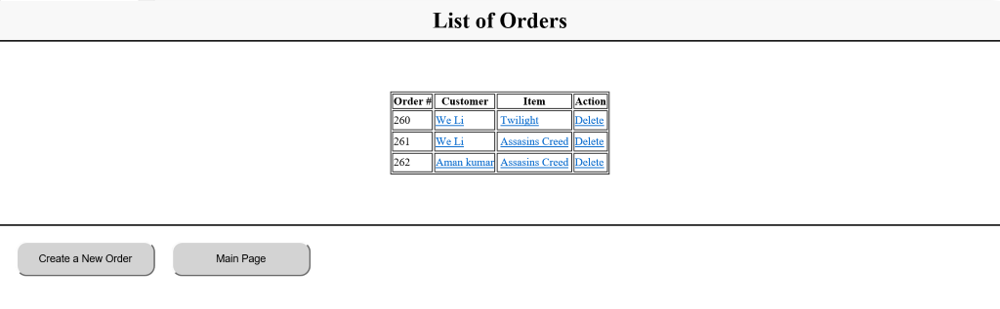 List of Orders
Order # Customer Item Action
260 We Li Twilight Delete
261 We Li Assasins Creed Delete
262 Aman kumar Assasins Creed Delete
Create a New Order Main Page